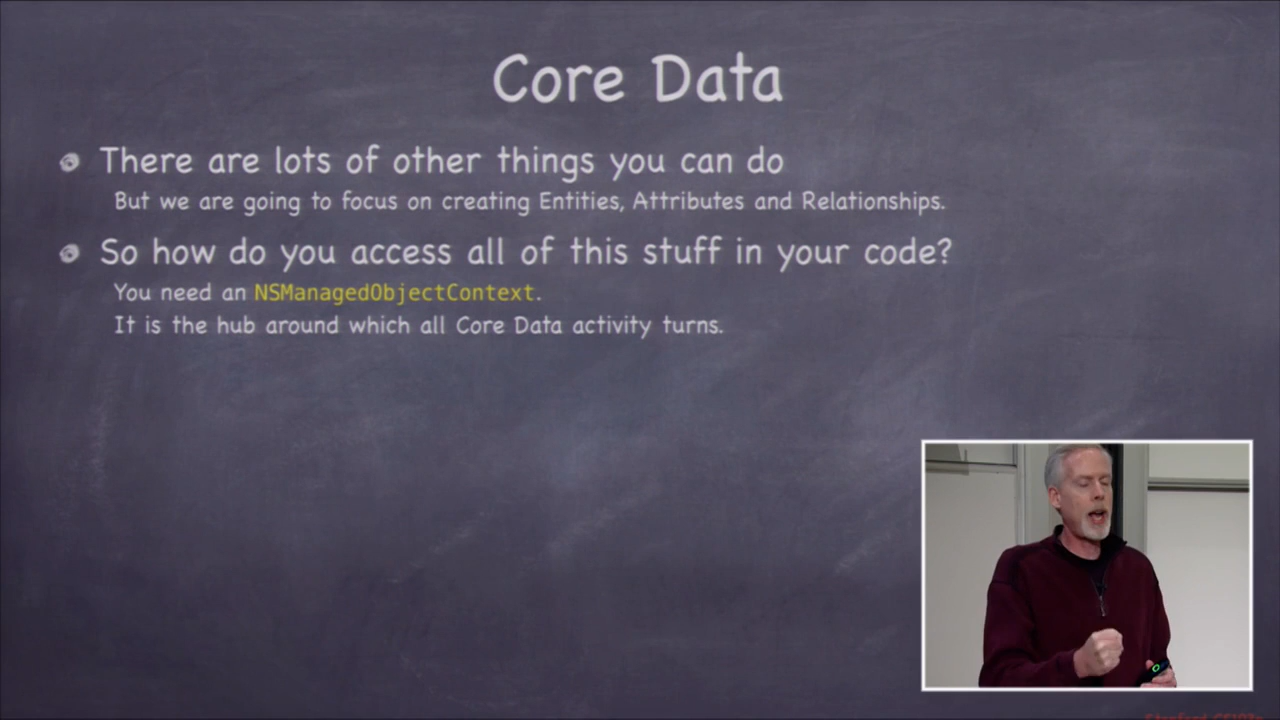 Core Data
There are lots of other things you can do
But we are going to focus on creating Entities, Attributes and Relationships.
So how do you access all of this stuff in your code?
You need an NSManagedObjectContext.
It is the hub around which all Core Data activity turns.